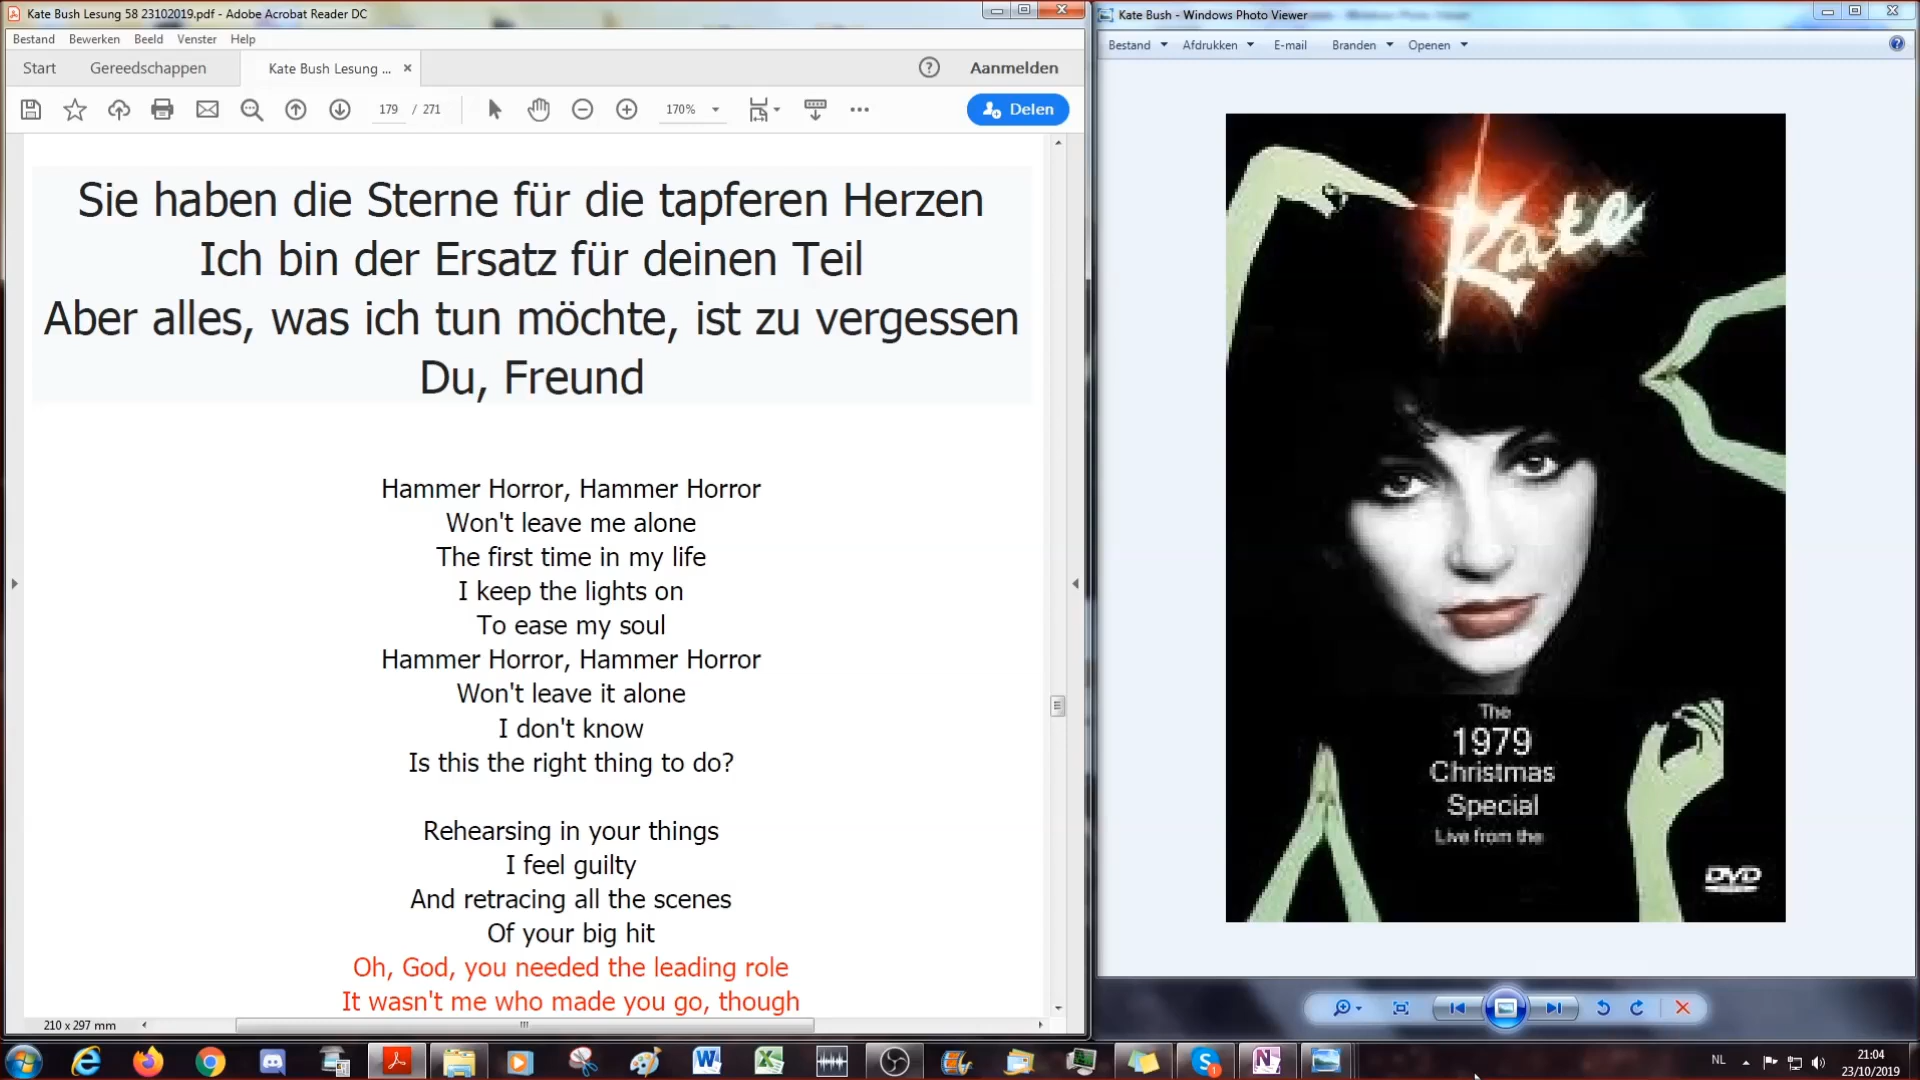 Kate Bush Lesung 58 23102019.pdf - Adobe Acrobat Reader DC
Bestand Bewerken Beeld Venster Help
Start Gereedschappen Kate Bush Lesung ... × ? Aanmelden
179 / 271 170% Delen
Sie haben die Sterne für die tapferen Herzen
Ich bin der Ersatz für deinen Teil
Aber alles, was ich tun möchte, ist zu vergessen
Du, Freund
Hammer Horror, Hammer Horror
Won't leave me alone
The first time in my life
I keep the lights on
To ease my soul
Hammer Horror, Hammer Horror
Won't leave it alone
I don't know
Is this the right thing to do?
Rehearsing in your things
I feel guilty
And retracing all the scenes
Of your big hit
Oh, God, you needed the leading role
It wasn't me who made you go, though
210 x 297 mm
Kate Bush - Windows Photo Viewer
Bestand Afdrukken E-mail Branden Openen
Kate
The
1979
Christmas
Special
Live from the
DVD
NL
21:04
23/10/2019